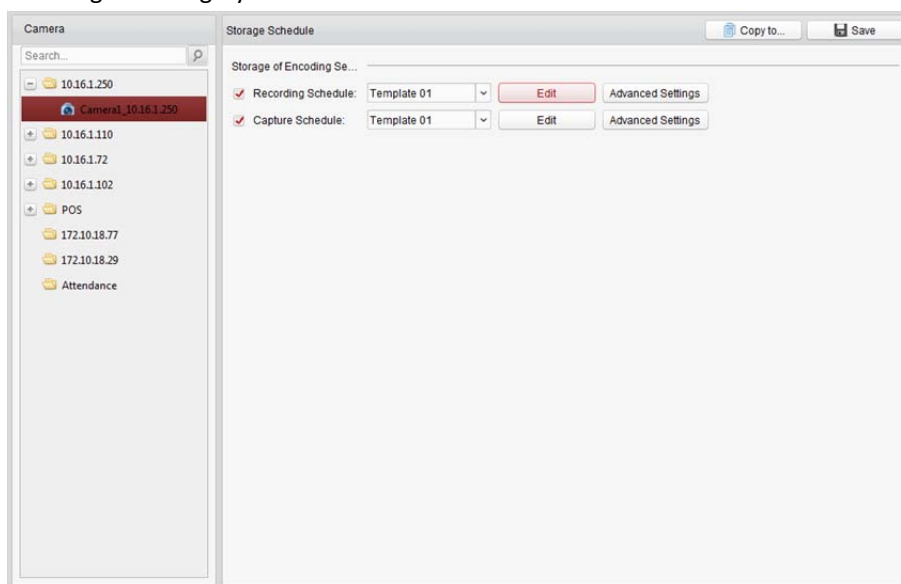 Camera
Search...
10.16.1.250
Camera1_10.16.1.250
10.16.1.110
10.16.1.72
10.16.1.102
POS
172.10.18.77
172.10.18.29
Attendance
Storage Schedule
Copy to...
Save
Storage of Encoding Se...
Recording Schedule: Template 01 Edit Advanced Settings
Capture Schedule: Template 01 Edit Advanced Settings